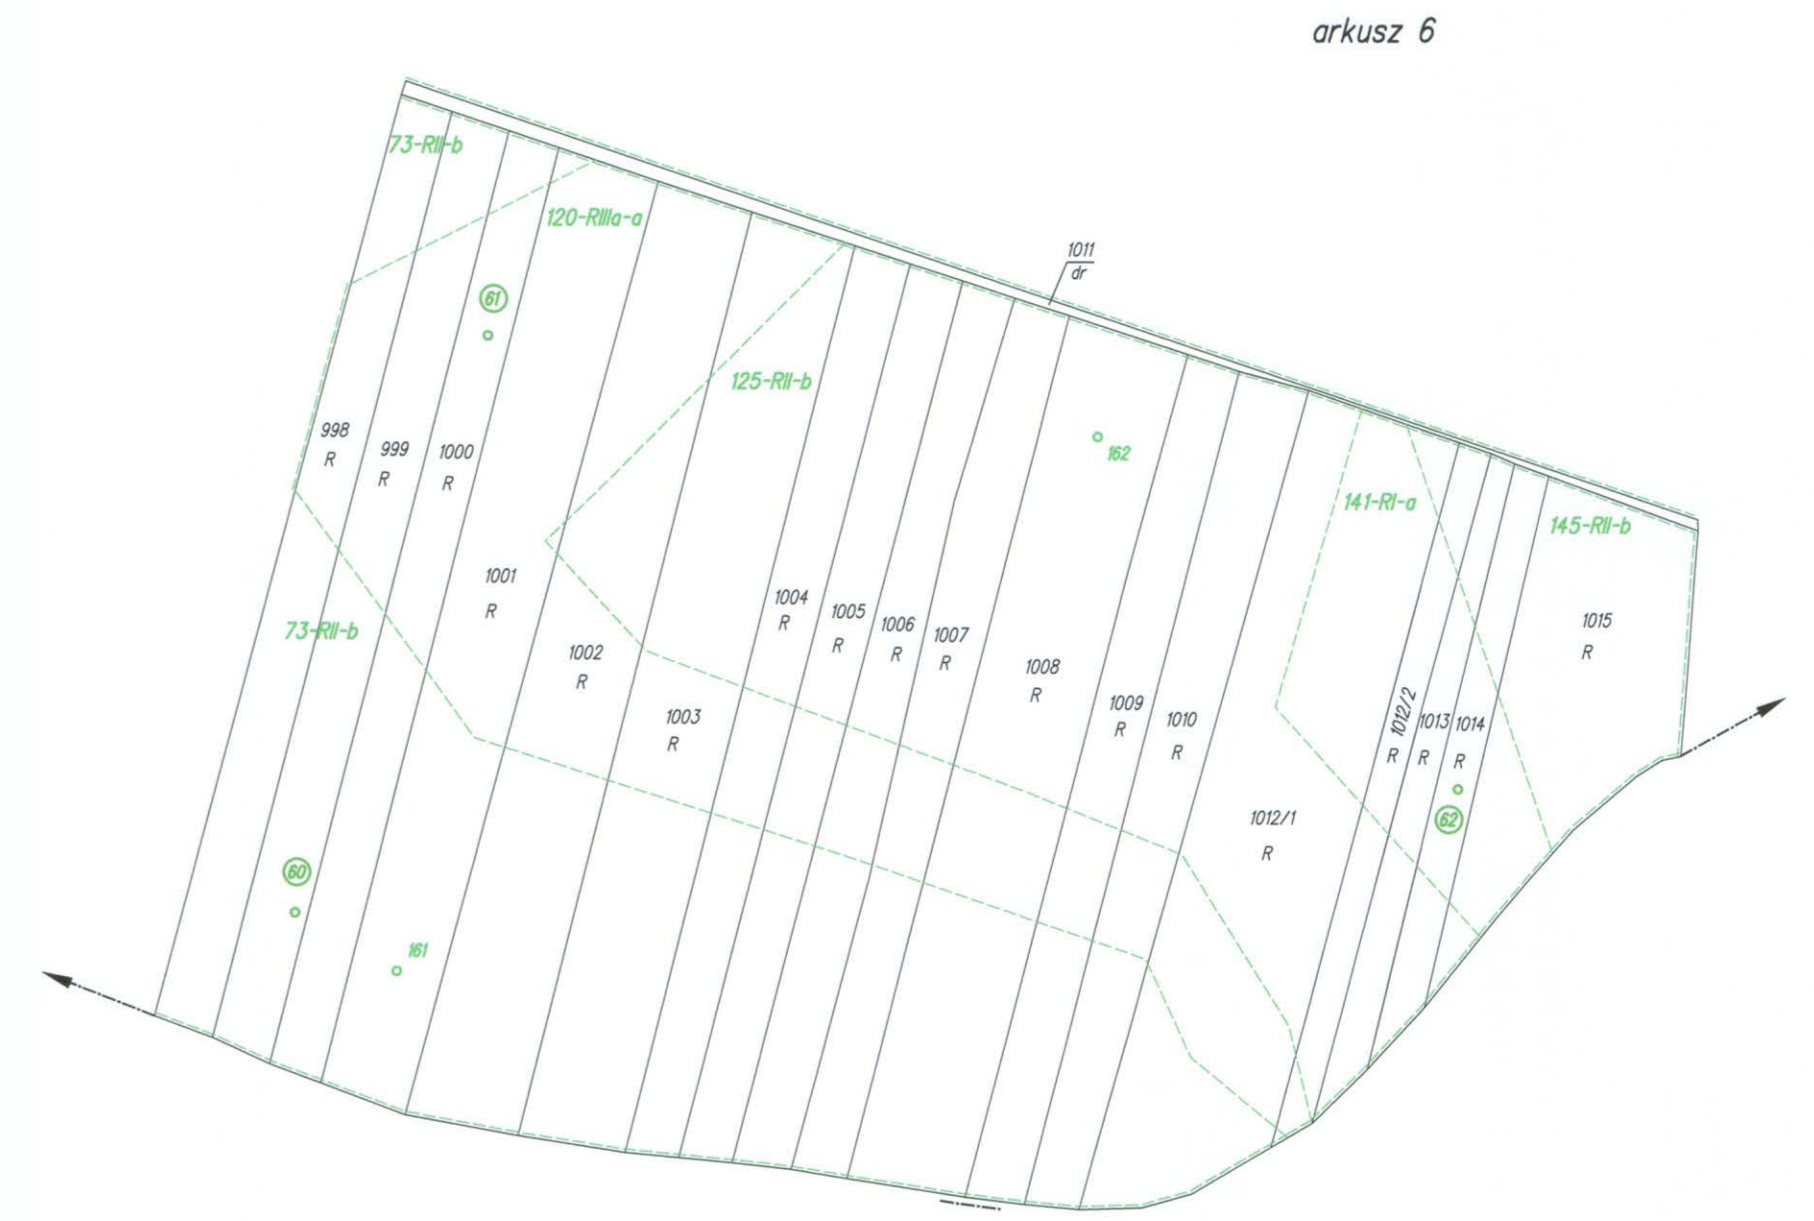 arkusz 6
73-RII-b
120-RIIIa-a
1011
dr
61
125-RII-b
998
R
999
R
1000
R
162
141-RI-a
145-RII-b
1001
R
1002
R
1003
R
1004
R
1005
R
1006
R
1007
R
1008
R
1009
R
1010
R
1012/1
R
1012/2
R
1013
R
1014
R
62
1015
R
73-RII-b
60
161